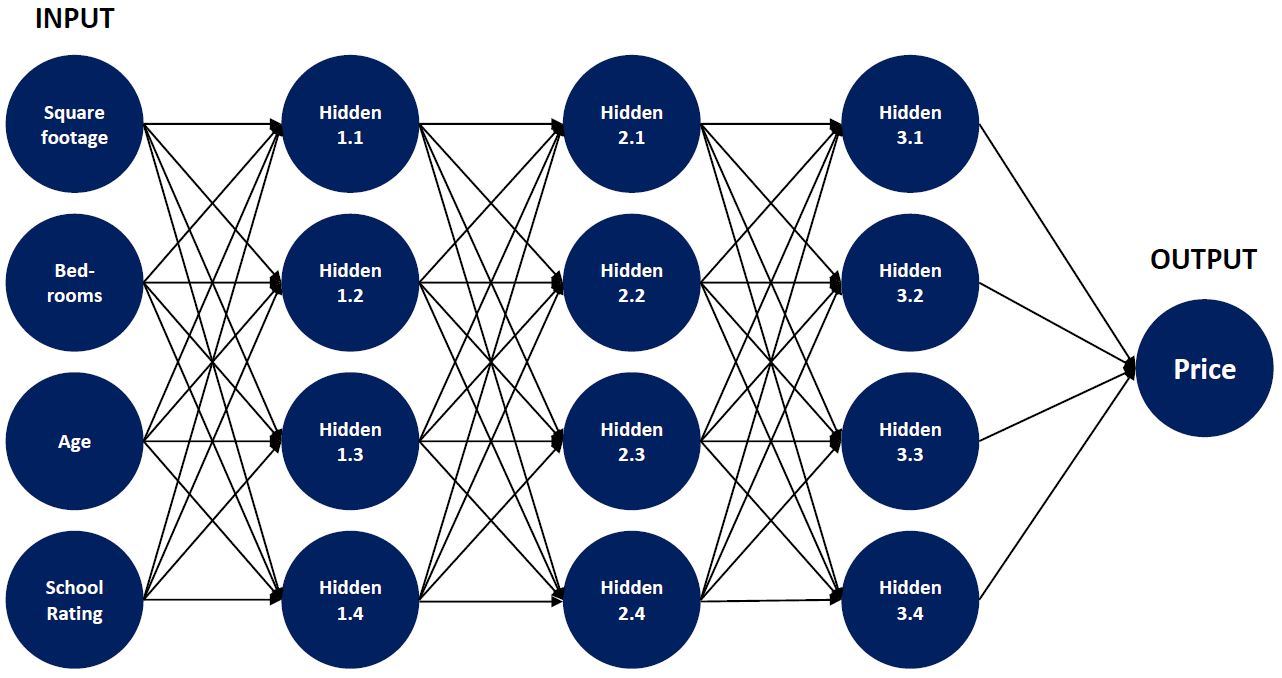 INPUT
Square
footage
Hidden
1.1
Hidden
2.1
Hidden
3.1
Bed-
rooms
Hidden
1.2
Hidden
2.2
Hidden
3.2
OUTPUT
Price
Age
Hidden
1.3
Hidden
2.3
Hidden
3.3
School
Rating
Hidden
1.4
Hidden
2.4
Hidden
3.4